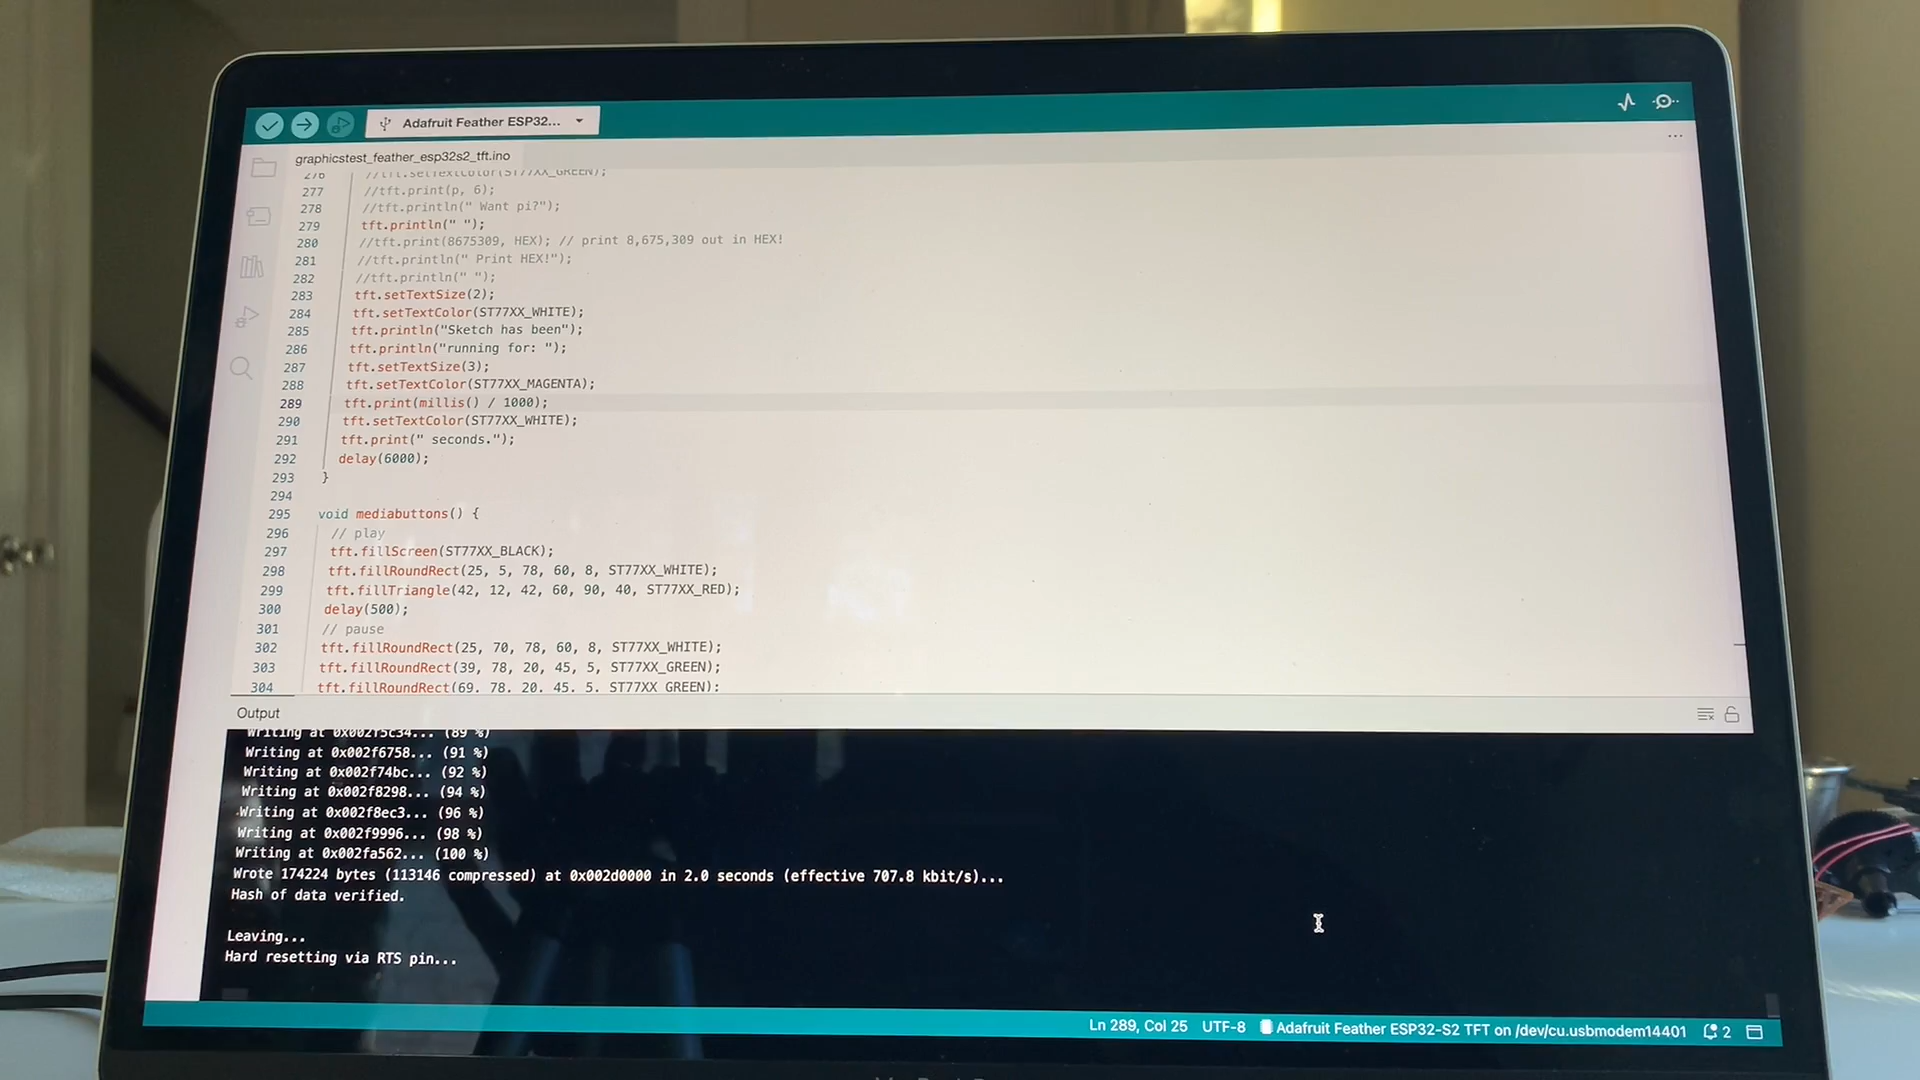 Adafruit Feather ESP32...
graphicstest_feather_esp32s2_tft.ino
276 //tft.setTextColor(ST77XX_GREEN);
277 //tft.print(p, 6);
278 //tft.println(" Want pi?");
279 tft.println(" ");
280 //tft.print(8675309, HEX); // print 8,675,309 out in HEX!
281 //tft.println(" Print HEX!");
282 //tft.println(" ");
283 tft.setTextSize(2);
284 tft.setTextColor(ST77XX_WHITE);
285 tft.println("Sketch has been");
286 tft.println("running for: ");
287 tft.setTextSize(3);
288 tft.setTextColor(ST77XX_MAGENTA);
289 tft.print(millis() / 1000);
290 tft.setTextColor(ST77XX_WHITE);
291 tft.print(" seconds.");
292 delay(6000);
293 }
294
295 void mediabuttons() {
296 // play
297 tft.fillScreen(ST77XX_BLACK);
298 tft.fillRoundRect(25, 5, 78, 60, 8, ST77XX_WHITE);
299 tft.fillTriangle(42, 12, 42, 60, 90, 40, ST77XX_RED);
300 delay(500);
301 // pause
302 tft.fillRoundRect(25, 70, 78, 60, 8, ST77XX_WHITE);
303 tft.fillRoundRect(39, 78, 20, 45, 5, ST77XX_GREEN);
304 tft.fillRoundRect(69, 78, 20, 45, 5, ST77XX_GREEN);
Output
Writing at 0x002f5c34... (89 %)
Writing at 0x002f6758... (91 %)
Writing at 0x002f74bc... (92 %)
Writing at 0x002f8298... (94 %)
Writing at 0x002f8ec3... (96 %)
Writing at 0x002f9996... (98 %)
Writing at 0x002fa562... (100 %)
Wrote 174224 bytes (113146 compressed) at 0x002d0000 in 2.0 seconds (effective 707.8 kbit/s)...
Hash of data verified.
Leaving...
Hard resetting via RTS pin...
Ln 289, Col 25 UTF-8 Adafruit Feather ESP32-S2 TFT on /dev/cu.usbmodem14401 2